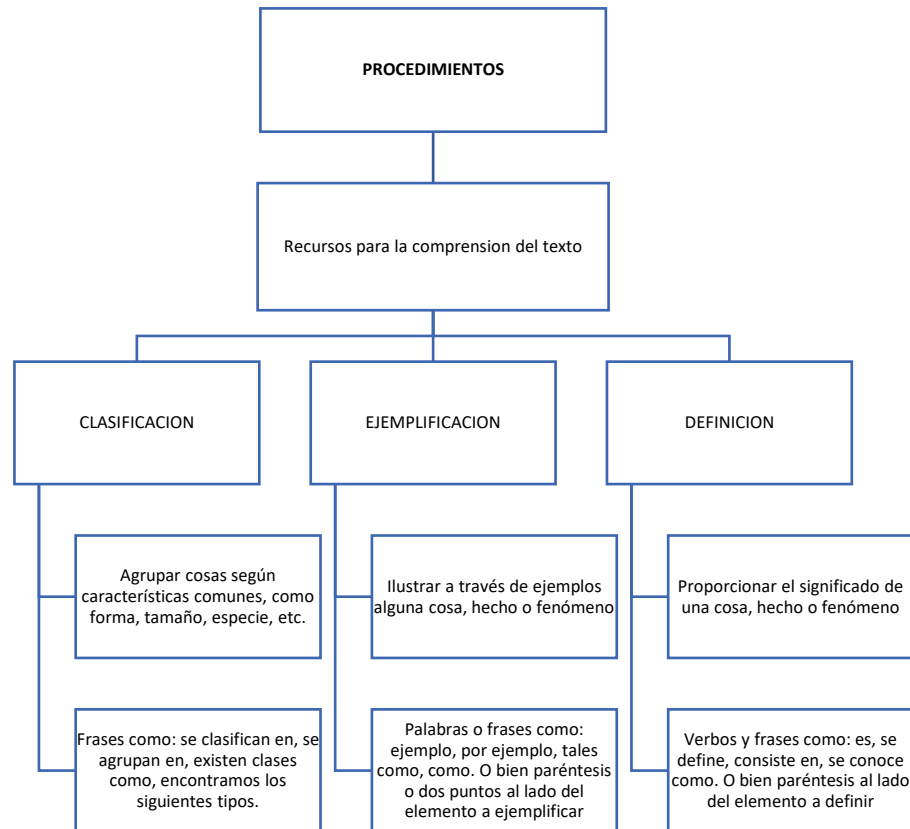 PROCEDIMIENTOS
Recursos para la comprension del texto
CLASIFICACION
EJEMPLIFICACION
DEFINICION
Agrupar cosas según
características comunes, como
forma, tamaño, especie, etc.
Ilustrar a través de ejemplos
alguna cosa, hecho o fenómeno
Proporcionar el significado de
una cosa, hecho o fenómeno
Frases como: se clasifican en, se
agrupan en, existen clases
como, encontramos los
siguientes tipos.
Palabras o frases como:
ejemplo, por ejemplo, tales
como, como. O bien paréntesis
o dos puntos al lado del
elemento a ejemplificar
Verbos y frases como: es, se
define, consiste en, se conoce
como. O bien paréntesis al lado
del elemento a definir